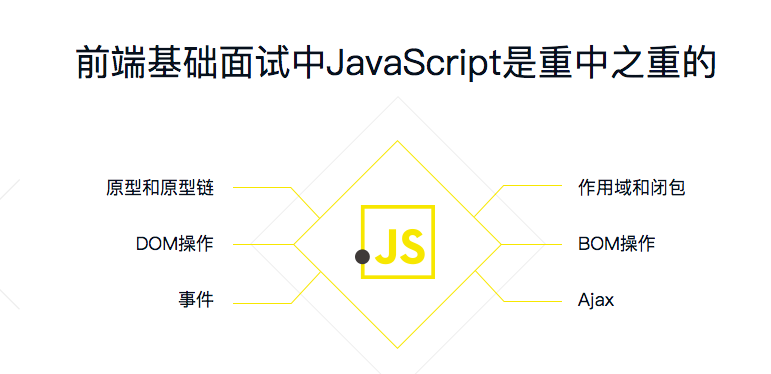 前端基础面试中JavaScript是重中之重的
原型和原型链
DOM操作
事件
JS
作用域和闭包
BOM操作
Ajax